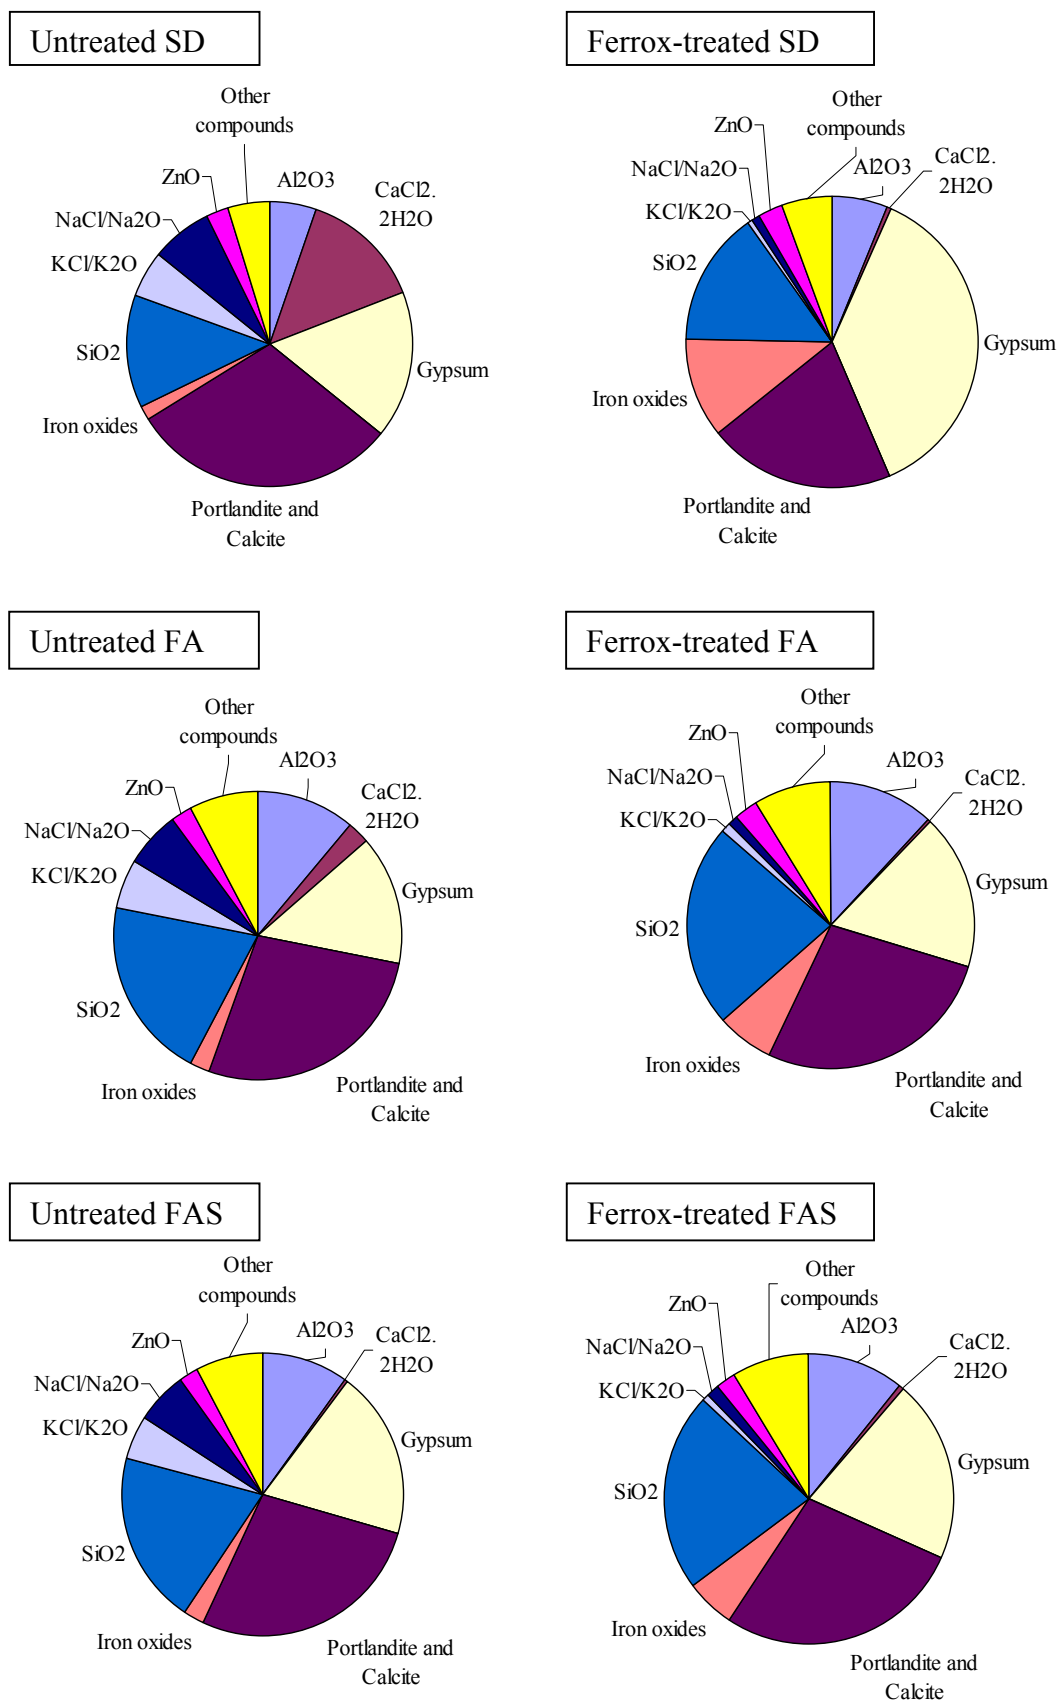 Untreated SD
Other
compounds
ZnO
Al2O3
CaCl2.
2H2O
NaCl/Na2O
KCl/K2O
SiO2
Gypsum
Iron oxides
Portlandite and
Calcite
Ferrox-treated SD
Other
compounds
ZnO
Al2O3
CaCl2.
2H2O
NaCl/Na2O
KCl/K2O
SiO2
Gypsum
Iron oxides
Portlandite and
Calcite
Untreated FA
Other
compounds
Al2O3
ZnO
CaCl2.
2H2O
NaCl/Na2O
KCl/K2O
Gypsum
SiO2
Iron oxides
Portlandite and
Calcite
Ferrox-treated FA
Other
compounds
ZnO
Al2O3
CaCl2.
2H2O
NaCl/Na2O
KCl/K2O
Gypsum
SiO2
Iron oxides
Portlandite and
Calcite
Untreated FAS
Other
compounds
Al2O3
ZnO
CaCl2.
2H2O
NaCl/Na2O
KCl/K2O
Gypsum
SiO2
Iron oxides
Portlandite and
Calcite
Ferrox-treated FAS
Other
compounds
ZnO
Al2O3
CaCl2.
2H2O
NaCl/Na2O
KCl/K2O
Gypsum
SiO2
Iron oxides
Portlandite and
Calcite